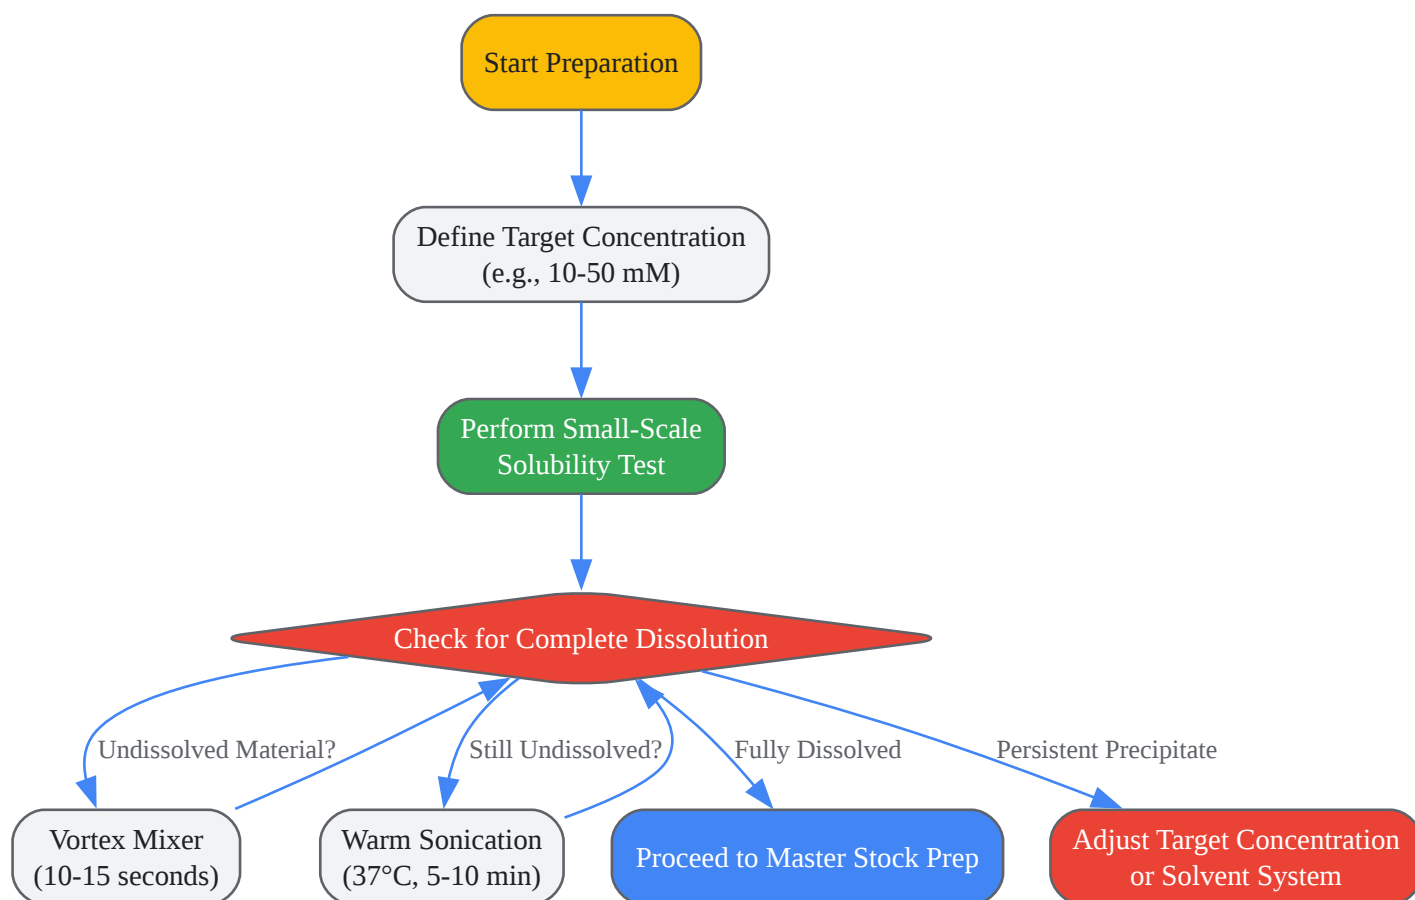 Start Preparation
Define Target Concentration
(e.g., 10-50 mM)
Perform Small-Scale
Solubility Test
Check for Complete Dissolution
Undissolved Material?
Still Undissolved?
Fully Dissolved
Persistent Precipitate
Vortex Mixer
(10-15 seconds)
Warm Sonication
(37°C, 5-10 min)
Proceed to Master Stock Prep
Adjust Target Concentration
or Solvent System